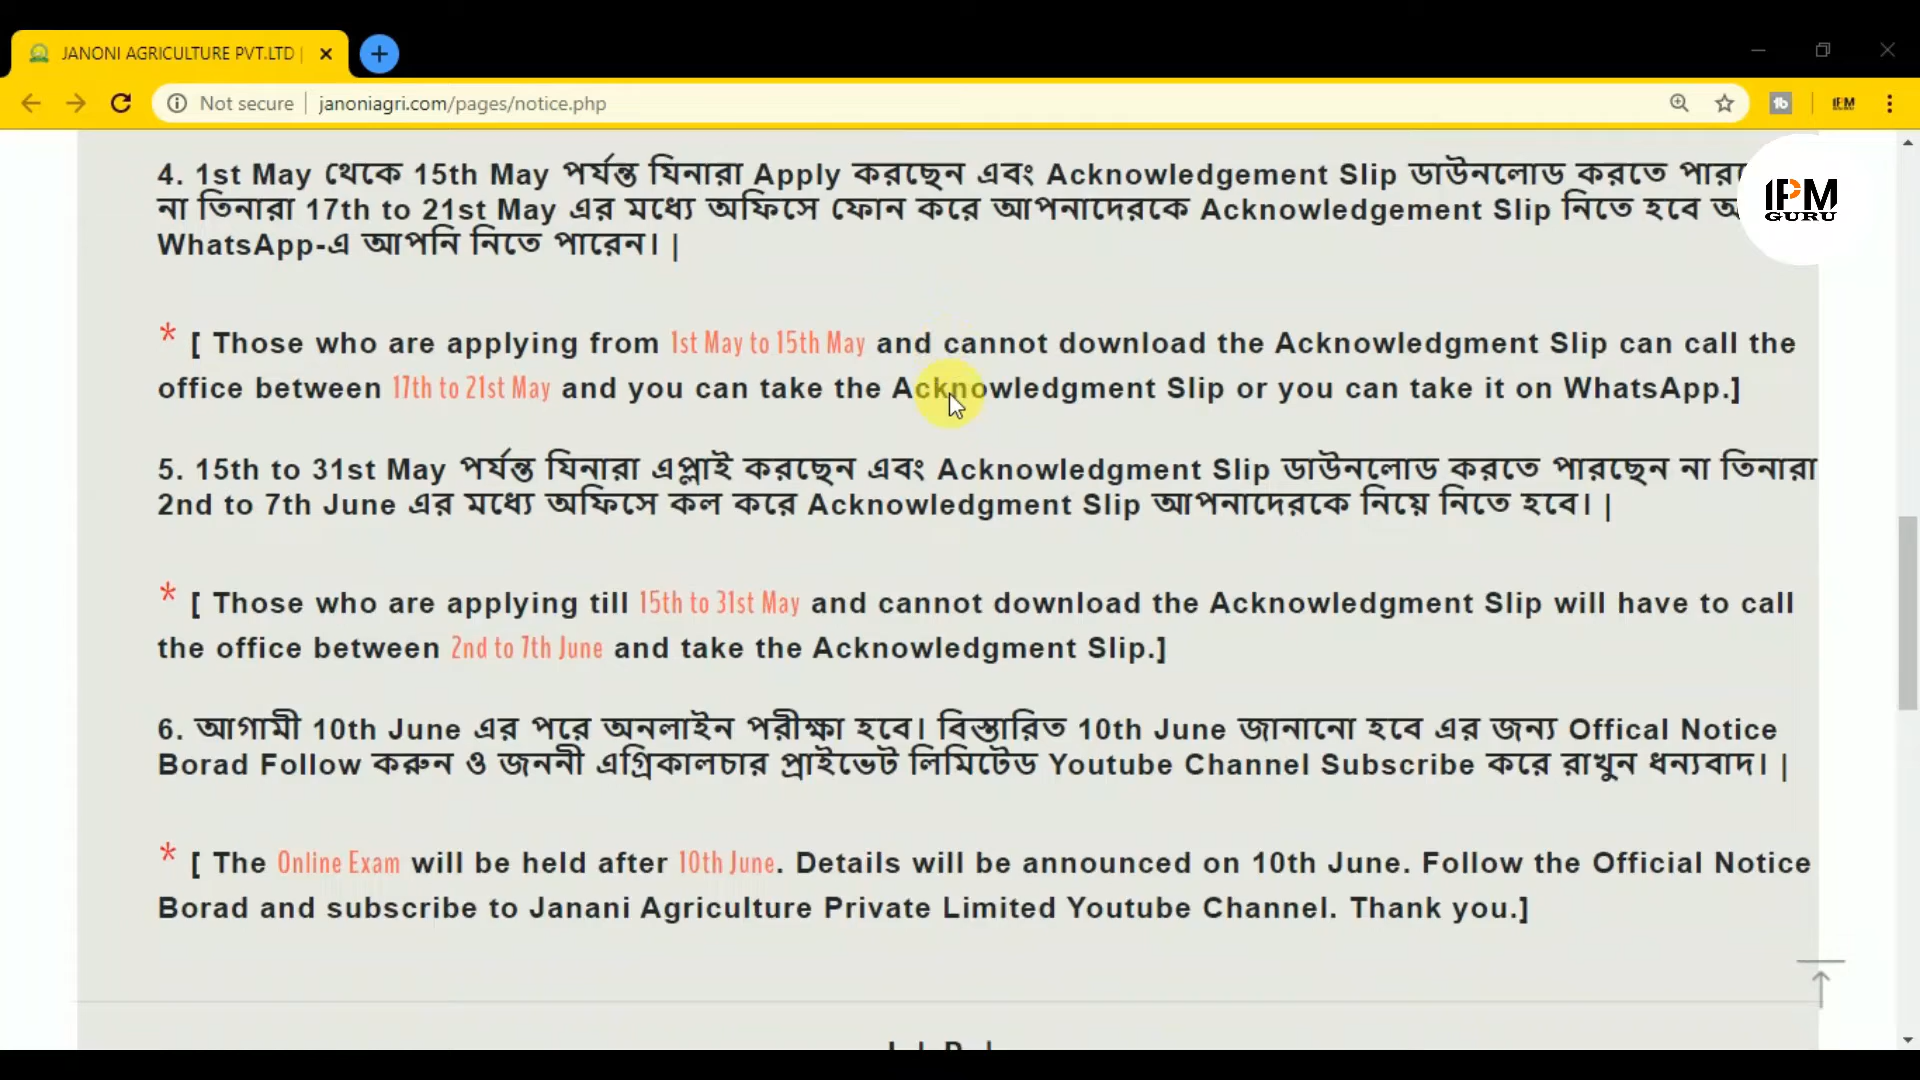 JANONI AGRICULTURE PVT.LTD |
Not secure
janoniagri.com/pages/notice.php
4. 1st May থেকে 15th May পর্যন্ত যিনারা Apply করছেন এবং Acknowledgement Slip ডাউনলোড করতে
না তিনারা 17th to 21st May এর মধ্যে অফিসে ফোন করে আপনাদেরকে Acknowledgement Slip নিতে হবে
WhatsApp-এ আপনি নিতে পারেন। |
IPM
GURU
* [ Those who are applying from 1st May to 15th May and cannot download the Acknowledgment Slip can call the
office between 17th to 21st May and you can take the Acknowledgment Slip or you can take it on WhatsApp.]
5. 15th to 31st May পর্যন্ত যিনারা এপ্লাই করছেন এবং Acknowledgment Slip ডাউনলোড করতে পারছেন না তিনারা
2nd to 7th June এর মধ্যে অফিসে কল করে Acknowledgment Slip আপনাদেরকে নিয়ে নিতে হবে। |
* [ Those who are applying till 15th to 31st May and cannot download the Acknowledgment Slip will have to call
the office between 2nd to 7th June and take the Acknowledgment Slip.]
6. আগামী 10th June এর পরে অনলাইন পরীক্ষা হবে। বিস্তারিত 10th June জানানো হবে এর জন্য Offical Notice
Borad Follow করুন ও জননী এগ্রিকালচার প্রাইভেট লিমিটেড Youtube Channel Subscribe করে রাখুন ধন্যবাদ। |
* [ The Online Exam will be held after 10th June. Details will be announced on 10th June. Follow the Official Notice
Borad and subscribe to Janani Agriculture Private Limited Youtube Channel. Thank you.]